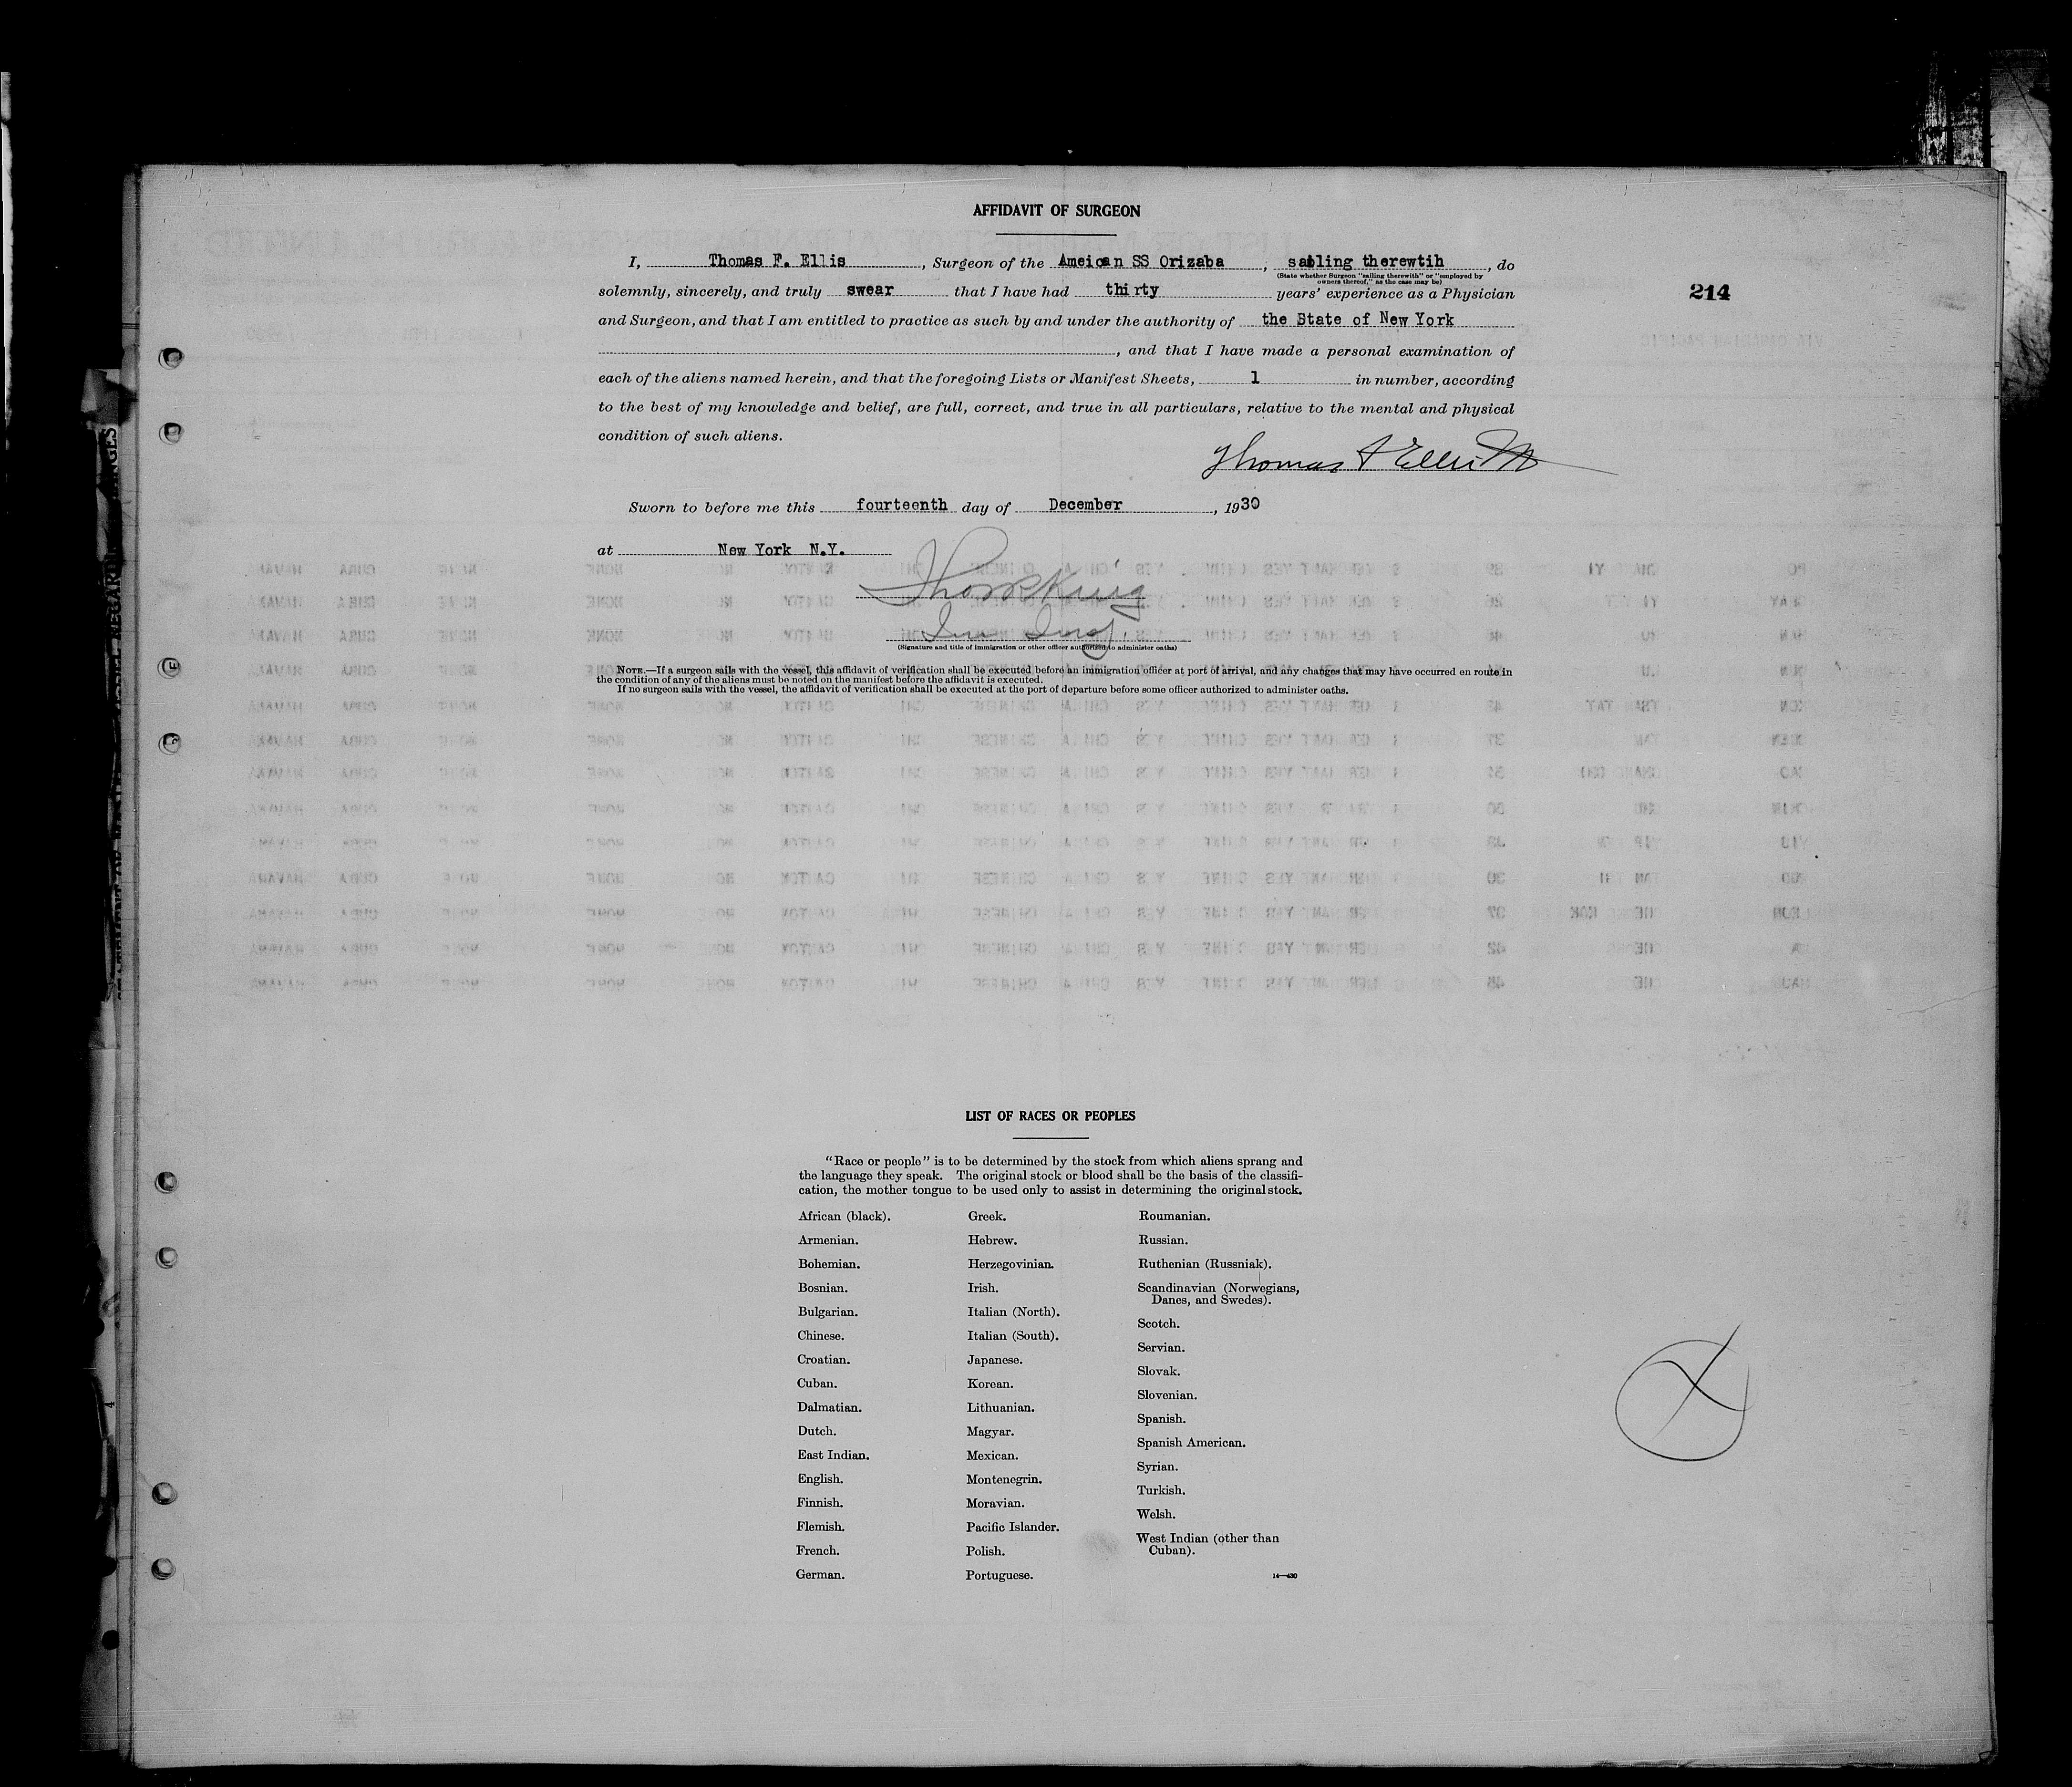 AFFIDAVIT OF SURGEON
I, Thomas F. Ellis, Surgeon of the Ameican SS Orizaba, sailing therewtih, do
(State whether Surgeon "sailing therewith" or "employed by
owners thereof," as the case may be)
solemnly, sincerely, and truly swear that I have had thirty years' experience as a Physician
214
and Surgeon, and that I am entitled to practice as such by and under the authority of the State of New York
, and that I have made a personal examination of
each of the aliens named herein, and that the foregoing Lists or Manifest Sheets, 1 in number, according
to the best of my knowledge and belief, are full, correct, and true in all particulars, relative to the mental and physical
condition of such aliens.
Thomas F Ellis
Sworn to before me this fourteenth day of December, 1930
at New York N.Y.
(Signature and title of immigration or other officer authorized to administer oaths)
NOTE.—If a surgeon sails with the vessel, this affidavit of verification shall be executed before an immigration officer at port of arrival, and any changes that may have occurred en route in
the condition of any of the aliens must be noted on the manifest before the affidavit is executed.
If no surgeon sails with the vessel, the affidavit of verification shall be executed at the port of departure before some officer authorized to administer oaths.
LIST OF RACES OR PEOPLES
"Race or people" is to be determined by the stock from which aliens sprang and
the language they speak. The original stock or blood shall be the basis of the classifi-
cation, the mother tongue to be used only to assist in determining the original stock.
African (black).
Armenian.
Bohemian.
Bosnian.
Bulgarian.
Chinese.
Croatian.
Cuban.
Dalmatian.
Dutch.
East Indian.
English.
Finnish.
Flemish.
French.
German.
Greek.
Hebrew.
Herzegovinian.
Irish.
Italian (North).
Italian (South).
Japanese.
Korean.
Lithuanian.
Magyar.
Mexican.
Montenegrin.
Moravian.
Pacific Islander.
Polish.
Portuguese.
Roumanian.
Russian.
Ruthenian (Russniak).
Scandinavian (Norwegians,
Danes, and Swedes).
Scotch.
Servian.
Slovak.
Slovenian.
Spanish.
Spanish American.
Syrian.
Turkish.
Welsh.
West Indian (other than
Cuban).
14—430